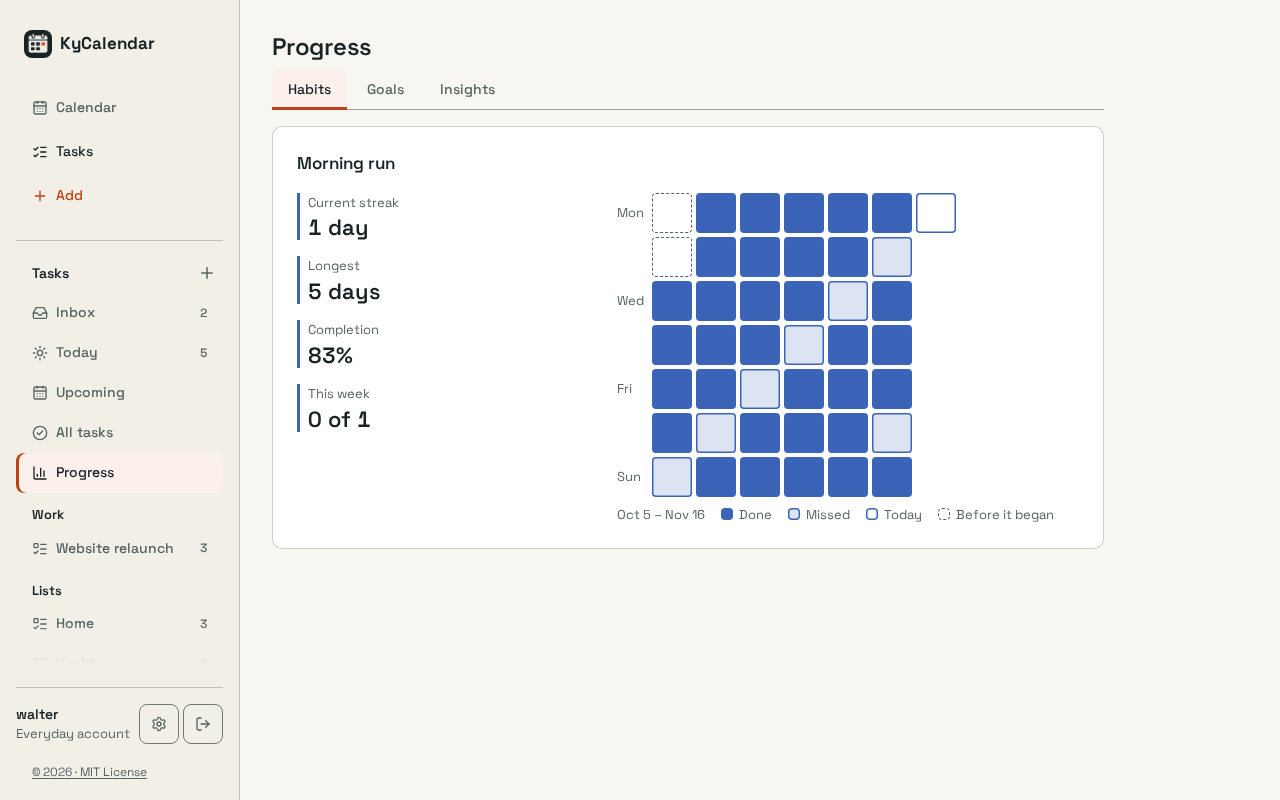 KyCalendar
Calendar
Tasks
Add
Tasks
Inbox 2
Today 5
Upcoming
All tasks
Progress
Work
Website relaunch 3
Lists
Home 3
walter
Everyday account
© 2026 · MIT License
Progress
Habits Goals Insights
Morning run
Current streak
1 day
Longest
5 days
Completion
83%
This week
0 of 1
Mon
Wed
Fri
Sun
Oct 5 – Nov 16 Done Missed Today Before it began